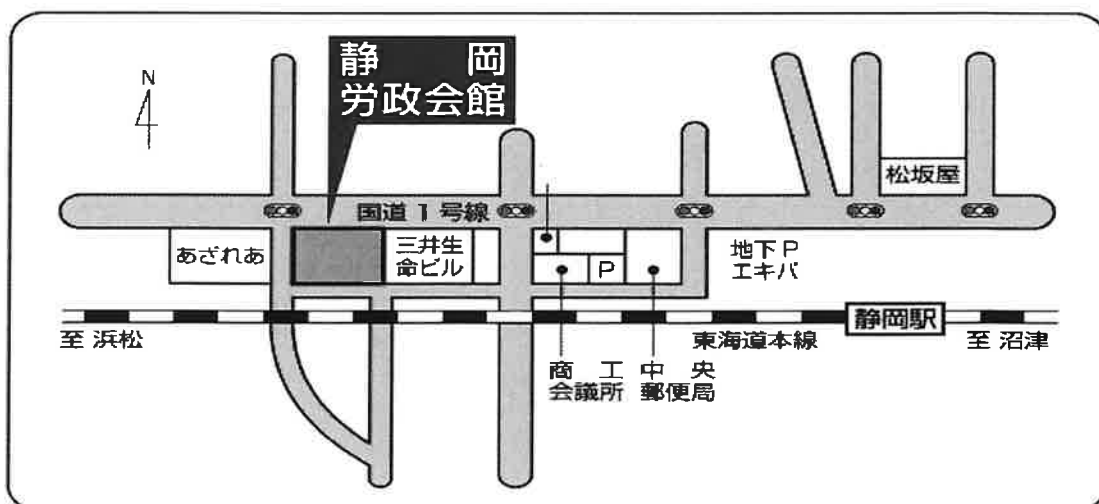 静岡
労政会館
N
松坂屋
国道1号線
あざれあ
三井生
命ビル
P
地下P
エキパ
静岡駅
至 浜松
東海道本線
至 沼津
商工
会議所
中央
郵便局